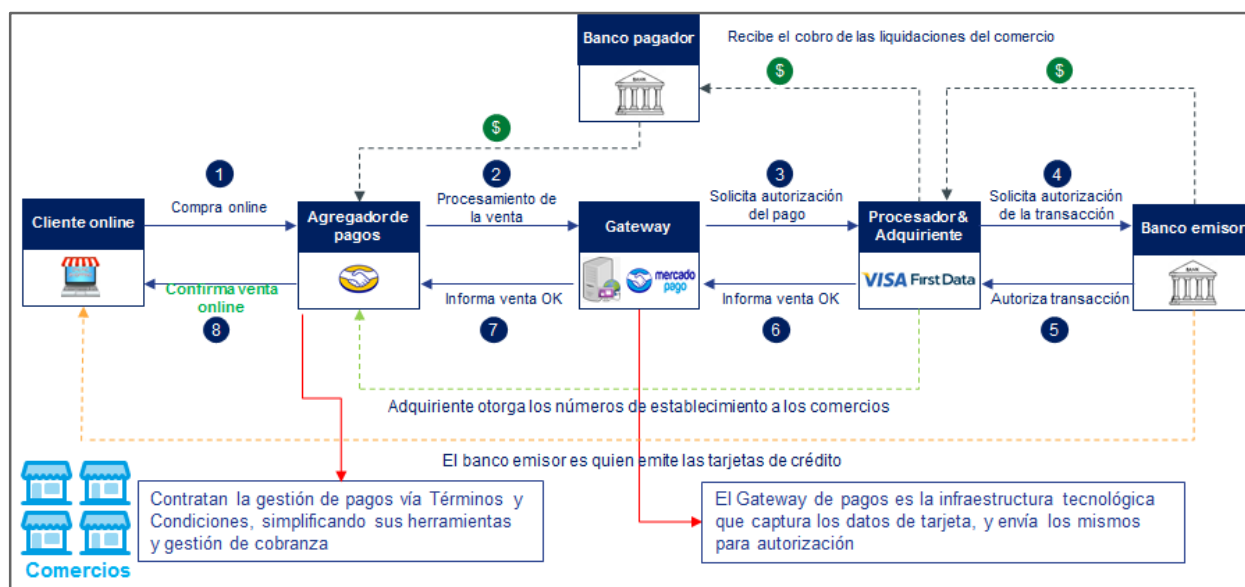 Banco pagador
Recibe el cobro de las liquidaciones del comercio
BANK
$
$
$
1
2
3
4
Compra online
Procesamiento de
la venta
Solicita autorización
del pago
Solicita autorización
de la transacción
Cliente online
Agregador de
pagos
Gateway
Procesador &
Adquiriente
Banco emisor
mercado
pago
VISA First Data
BANK
Confirma venta
online
Informa venta OK
Informa venta OK
Autoriza transacción
8
7
6
5
Adquiriente otorga los números de establecimiento a los comercios
El banco emisor es quien emite las tarjetas de crédito
Contratan la gestión de pagos vía Términos y
Condiciones, simplificando sus herramientas
y gestión de cobranza
El Gateway de pagos es la infraestructura tecnológica
que captura los datos de tarjeta, y envía los mismos
para autorización
Comercios